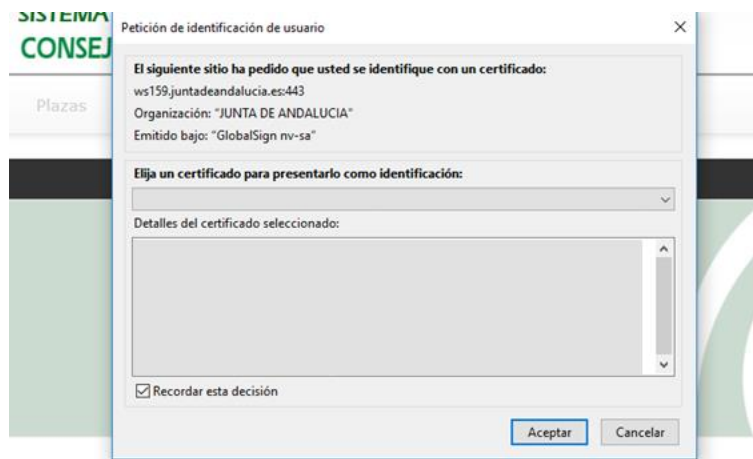 SISTEMA
CONSEJ
Plazas
Petición de identificación de usuario
El siguiente sitio ha pedido que usted se identifique con un certificado:
ws159.juntadeandalucia.es:443
Organización: "JUNTA DE ANDALUCIA"
Emitido bajo: "GlobalSign nv-sa"
Elija un certificado para presentarlo como identificación:
Detalles del certificado seleccionado:
Recordar esta decisión
Aceptar Cancelar